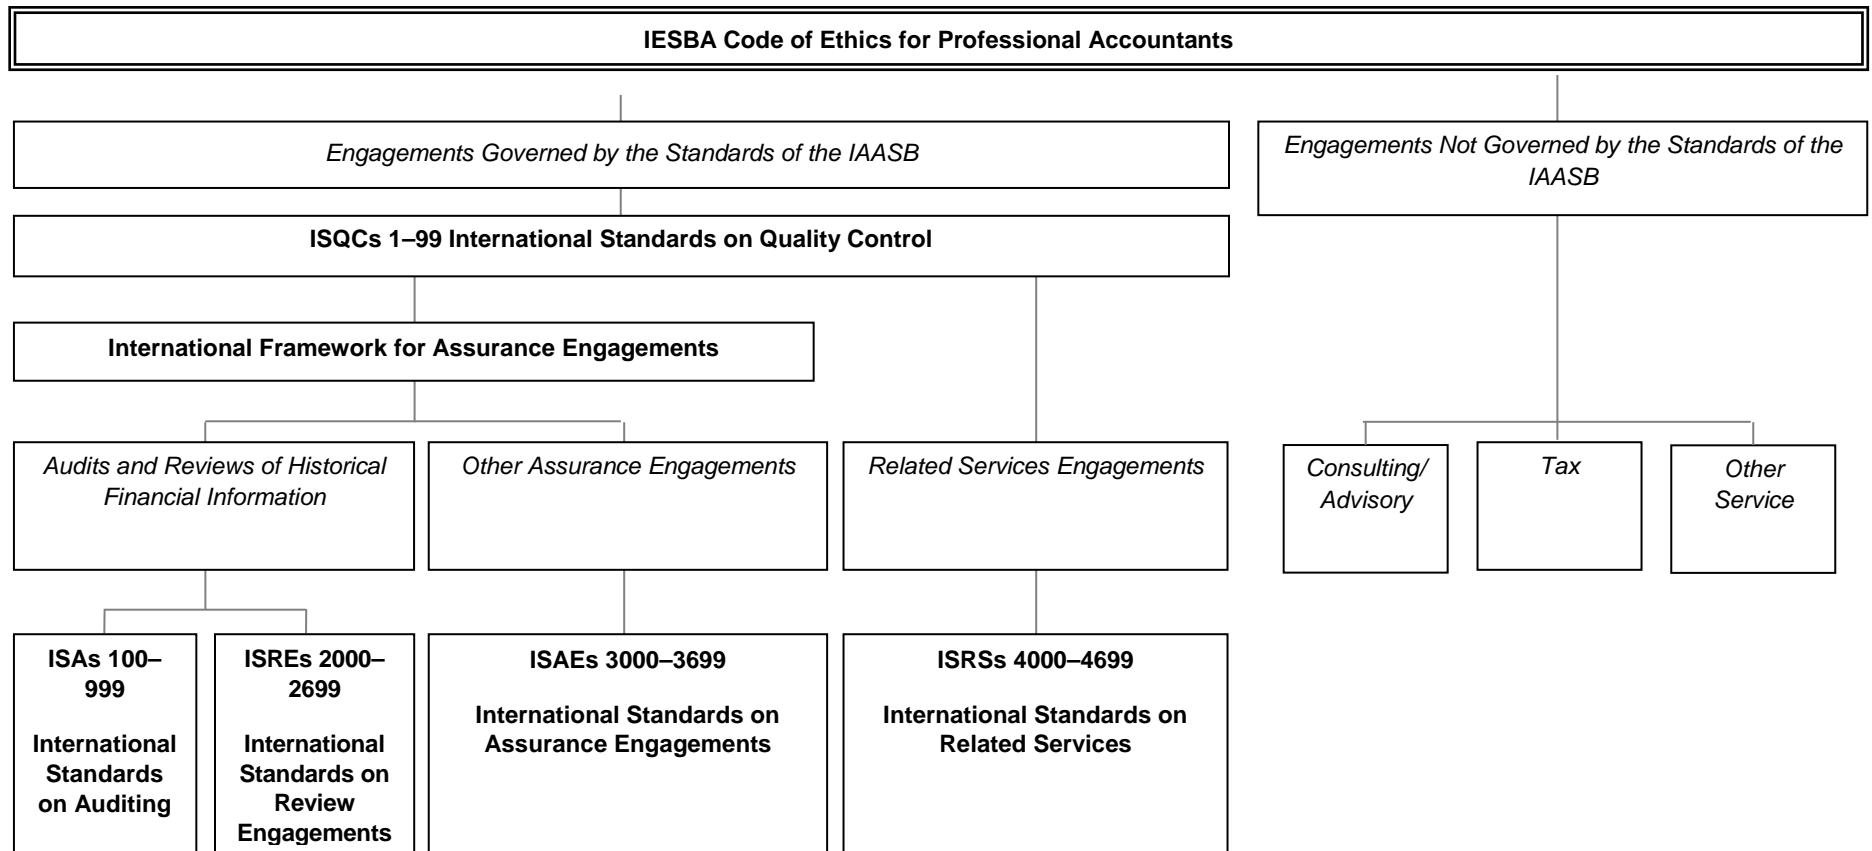 IESBA Code of Ethics for Professional Accountants
Engagements Governed by the Standards of the IAASB
Engagements Not Governed by the Standards of the
IAASB
ISQCs 1–99 International Standards on Quality Control
International Framework for Assurance Engagements
Audits and Reviews of Historical
Financial Information
Other Assurance Engagements
Related Services Engagements
Consulting/
Advisory
Tax
Other
Service
ISAs 100–
999
International
Standards
on Auditing
ISREs 2000–
2699
International
Standards on
Review
Engagements
ISAEs 3000–3699
International Standards on
Assurance Engagements
ISRSs 4000–4699
International Standards on
Related Services